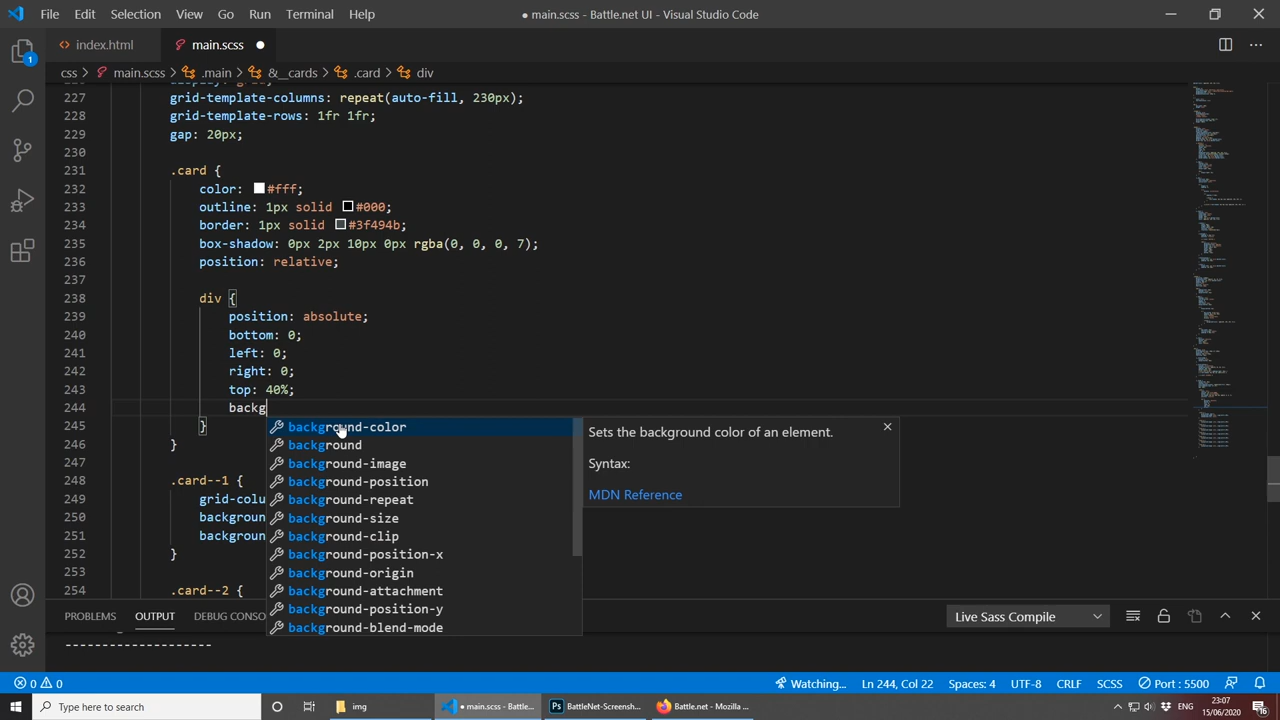 File Edit Selection View Go Run Terminal Help
● main.scss - Battle.net UI - Visual Studio Code
index.html main.scss
css > main.scss > .main > &__cards > .card > div
227 grid-template-columns: repeat(auto-fill, 230px);
228 grid-template-rows: 1fr 1fr;
229 gap: 20px;
230
231 .card {
232 color: #fff;
233 outline: 1px solid #000;
234 border: 1px solid #3f494b;
235 box-shadow: 0px 2px 10px 0px rgba(0, 0, 0, 7);
236 position: relative;
237
238 div {
239 position: absolute;
240 bottom: 0;
241 left: 0;
242 right: 0;
243 top: 40%;
244 backg
245 }
246 }
247
248 .card--1 {
249 grid-colu
250 backgroun
251 backgroun
252 }
253
254 .card--2 {
background-color
background
background-image
background-position
background-repeat
background-size
background-clip
background-position-x
background-origin
background-attachment
background-position-y
background-blend-mode
Sets the background color of an element.
Syntax:
MDN Reference
PROBLEMS OUTPUT DEBUG CONSO
Live Sass Compile
--------------------
0 0
Watching... Ln 244, Col 22 Spaces: 4 UTF-8 CRLF SCSS Port : 5500
1
Type here to search
img
● main.scss - Battle...
BattleNet-Screensh...
Battle.net - Mozilla ...
ENG
23:07
15/06/2020